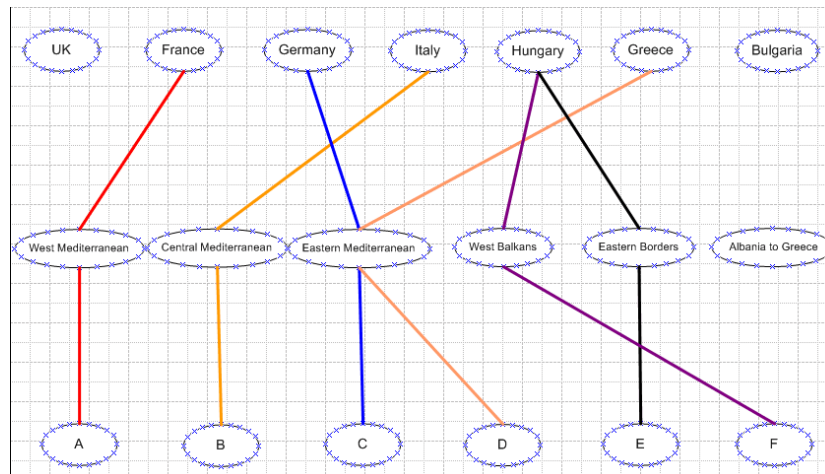 UK France Germany Italy Hungary Greece Bulgaria
West Mediterranean Central Mediterranean Eastern Mediterranean West Balkans Eastern Borders Albania to Greece
A B C D E F